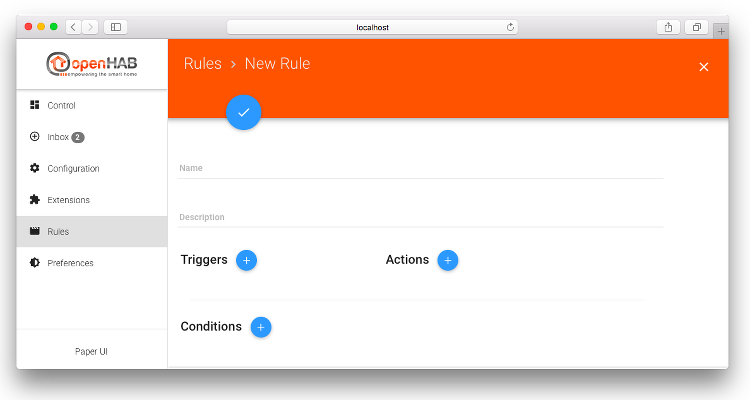 localhost
openHAB
empowering the smart home
Rules > New Rule
Control
Inbox 2
Configuration
Extensions
Rules
Preferences
Paper UI
Name
Description
Triggers
Actions
Conditions